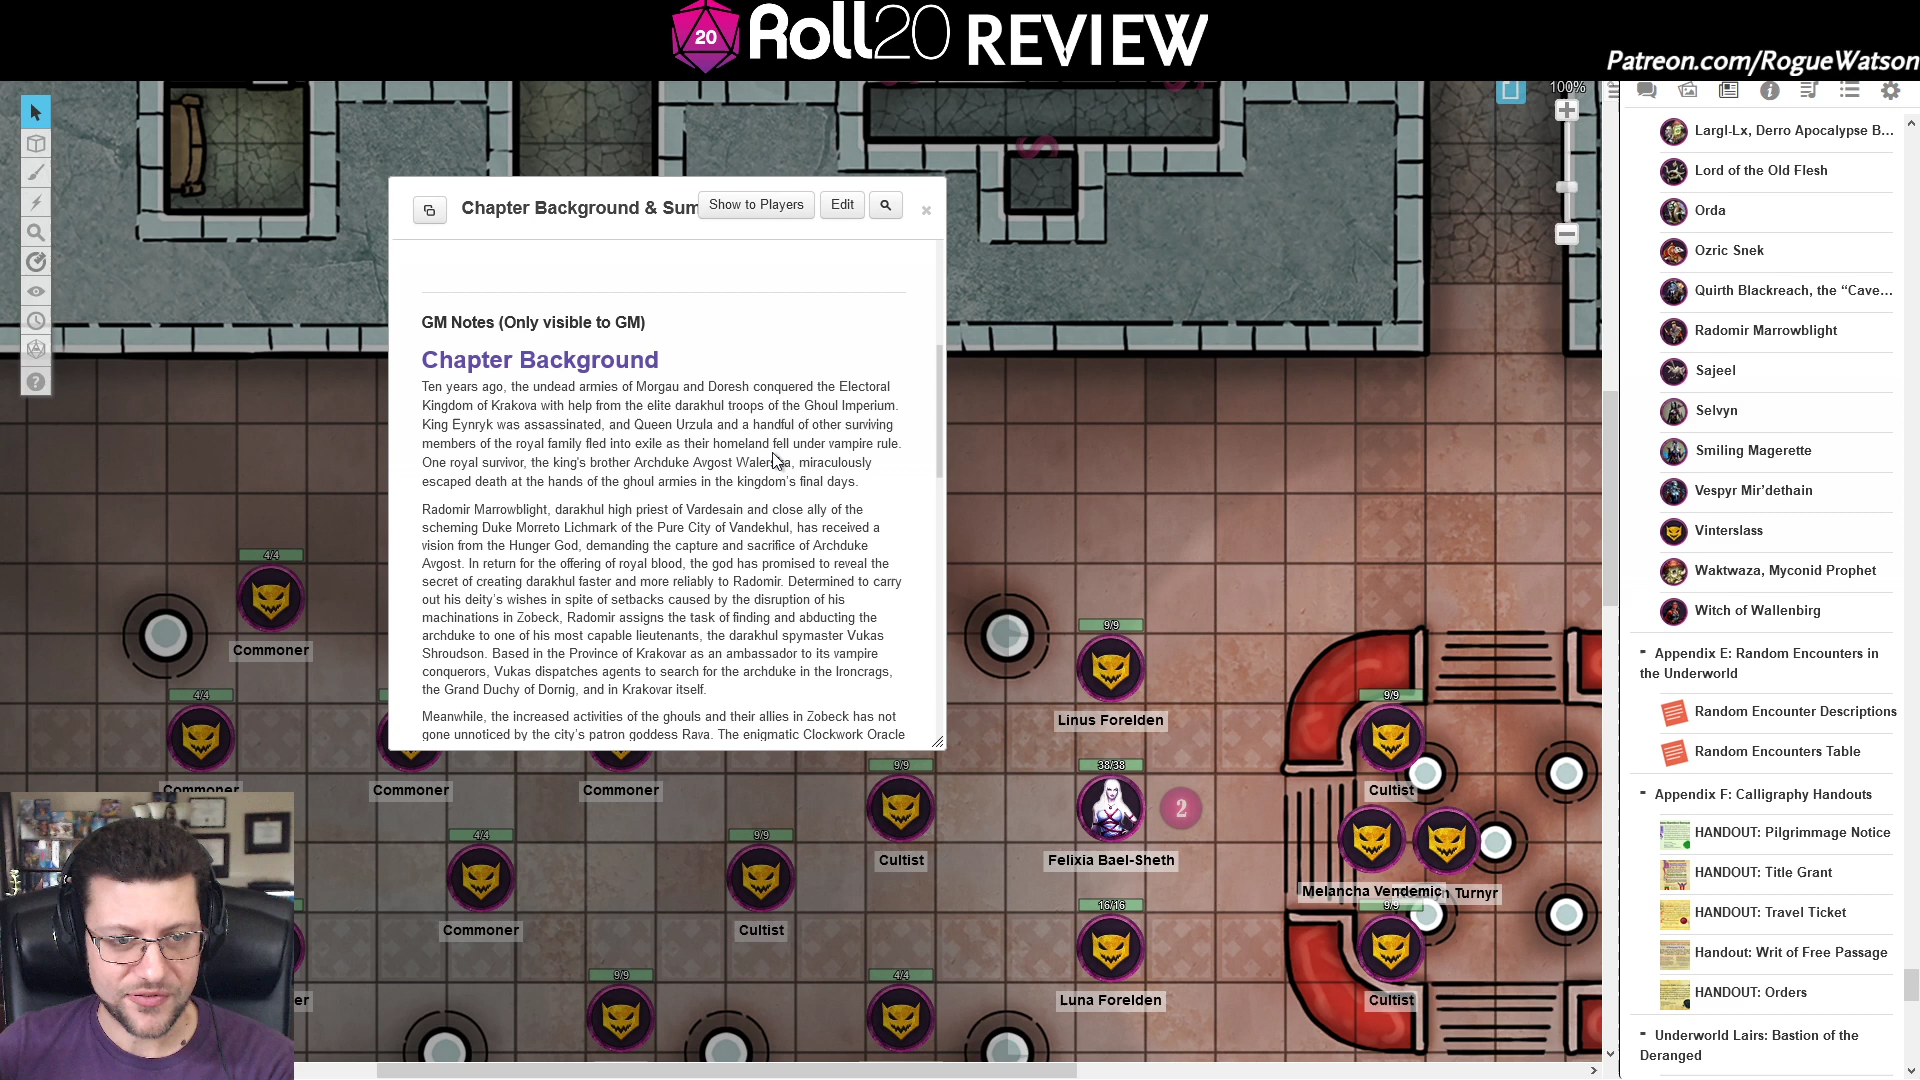 20 Roll20 REVIEW
Patreon.com/RogueWatson
100%
Chapter Background & Sum
Show to Players
Edit
GM Notes (Only visible to GM)
Chapter Background
Ten years ago, the undead armies of Morgau and Doresh conquered the Electoral
Kingdom of Krakova with help from the elite darakhul troops of the Ghoul Imperium.
King Eynryk was assassinated, and Queen Urzula and a handful of other surviving
members of the royal family fled into exile as their homeland fell under vampire rule.
One royal survivor, the king's brother Archduke Avgost, miraculously
escaped death at the hands of the ghoul armies in the kingdom's final days.
Radomir Marrowblight, darakhul high priest of Vardesain and close ally of the
scheming Duke Morreto Lichmark of the Pure City of Vandekhul, has received a
vision from the Hunger God, demanding the capture and sacrifice of Archduke
Avgost. In return for the offering of royal blood, the god has promised to reveal the
secret of creating darakhul faster and more reliably to Radomir. Determined to carry
out his deity's wishes in spite of setbacks caused by the disruption of his
machinations in Zobeck, Radomir assigns the task of finding and abducting the
archduke to one of his most capable lieutenants, the darakhul spymaster Vukas
Shroudson. Based in the Province of Krakovar as an ambassador to its vampire
conquerors, Vukas dispatches agents to search for the archduke in the Ironcrags,
the Grand Duchy of Dornig, and in Krakovar itself.
Meanwhile, the increased activities of the ghouls and their allies in Zobeck has not
gone unnoticed by the city's patron goddess Rava. The enigmatic Clockwork Oracle
4/4
Commoner
4/4
Commoner
Commoner
Commoner
4/4
Commoner
9/9
Cultist
9/9
Cultist
9/9
4/4
er
9/9
Linus Forelden
38/38
2
Felixia Bael-Sheth
16/16
Luna Forelden
9/9
Cultist
Melancha Vendemic
n Turnyr
9/9
Cultist
S
Largl-Lx, Derro Apocalypse B...
Lord of the Old Flesh
Orda
Ozric Snek
Quirth Blackreach, the “Cave...
Radomir Marrowblight
Sajeel
Selvyn
Smiling Magerette
Vespyr Mir’dethain
Vinterslass
Waktwaza, Myconid Prophet
Witch of Wallenbirg
Appendix E: Random Encounters in
the Underworld
Random Encounter Descriptions
Random Encounters Table
Appendix F: Calligraphy Handouts
HANDOUT: Pilgrimmage Notice
HANDOUT: Title Grant
HANDOUT: Travel Ticket
Handout: Writ of Free Passage
HANDOUT: Orders
Underworld Lairs: Bastion of the
Deranged